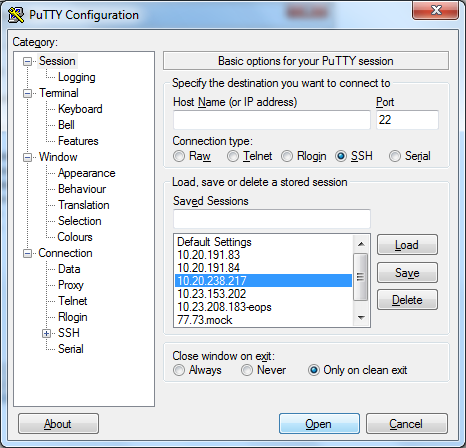 PuTTY Configuration
Category:
Session
Logging
Terminal
Keyboard
Bell
Features
Window
Appearance
Behaviour
Translation
Selection
Colours
Connection
Data
Proxy
Telnet
Rlogin
SSH
Serial
Basic options for your PuTTY session
Specify the destination you want to connect to
Host Name (or IP address) Port
22
Connection type:
Raw Telnet Rlogin SSH Serial
Load, save or delete a stored session
Saved Sessions
Default Settings
10.20.191.83
10.20.191.84
10.20.238.217
10.23.153.202
10.23.208.183-eops
77.73.mock
Load
Save
Delete
Close window on exit:
Always Never Only on clean exit
About Open Cancel